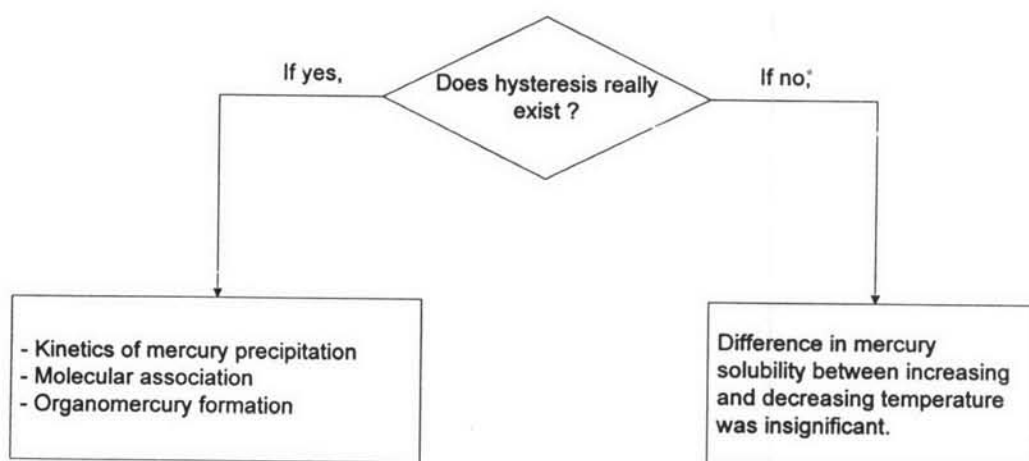 If yes,
Does hysteresis really
exist ?
If no,
- Kinetics of mercury precipitation
- Molecular association
- Organomercury formation
Difference in mercury
solubility between increasing
and decreasing temperature
was insignificant.